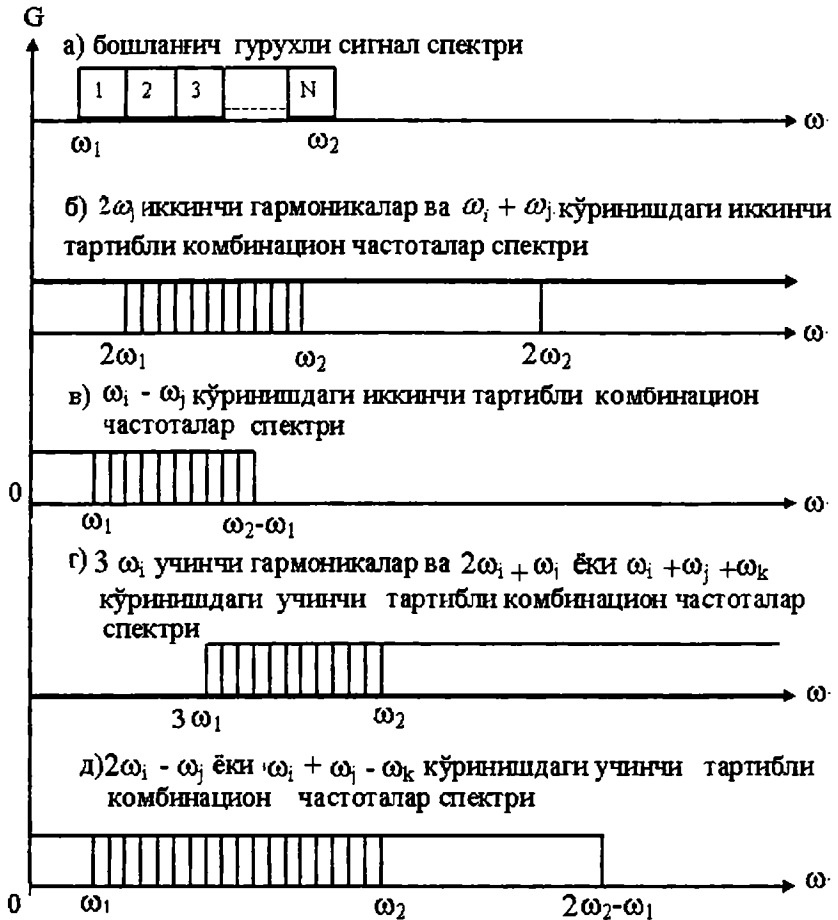 G
а) бошланғич гурухли сигнал спектри
1 2 3 N
ω
ω₁ ω₂
б) 2ωⱼ иккинчи гармоникалар ва ωᵢ + ωⱼ кўринишдаги иккинчи
тартибли комбинацион частоталар спектри
ω
2ω₁ ω₂ 2ω₂
в) ωᵢ - ωⱼ кўринишдаги иккинчи тартибли комбинацион
частоталар спектри
0 ω
ω₁ ω₂-ω₁
г) 3 ωᵢ учинчи гармоникалар ва 2ωᵢ + ωⱼ ёки ωᵢ +ωⱼ +ωₖ
кўринишдаги учинчи тартибли комбинацион частоталар
спектри
ω
3ω₁ ω₂
д)2ωᵢ - ωⱼ ёки ωᵢ + ωⱼ - ωₖ кўринишдаги учинчи тартибли
комбинацион частоталар спектри
ω
0 ω₁ ω₂ 2ω₂-ω₁